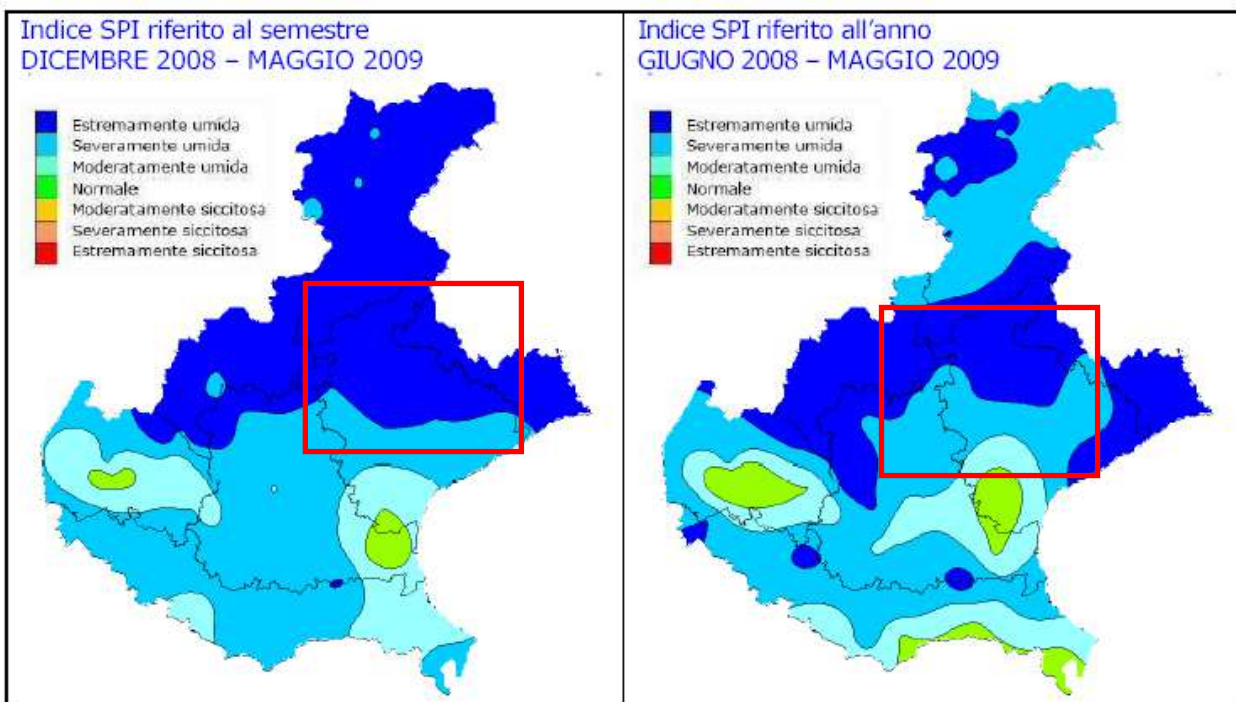 Indice SPI riferito al semestre
DICEMBRE 2008 – MAGGIO 2009
Estremamente umida
Severamente umida
Moderatamente umida
Normale
Moderatamente siccitosa
Severamente siccitosa
Estremamente siccitosa
Indice SPI riferito all'anno
GIUGNO 2008 – MAGGIO 2009
Estremamente umida
Severamente umida
Moderatamente umida
Normale
Moderatamente siccitosa
Severamente siccitosa
Estremamente siccitosa